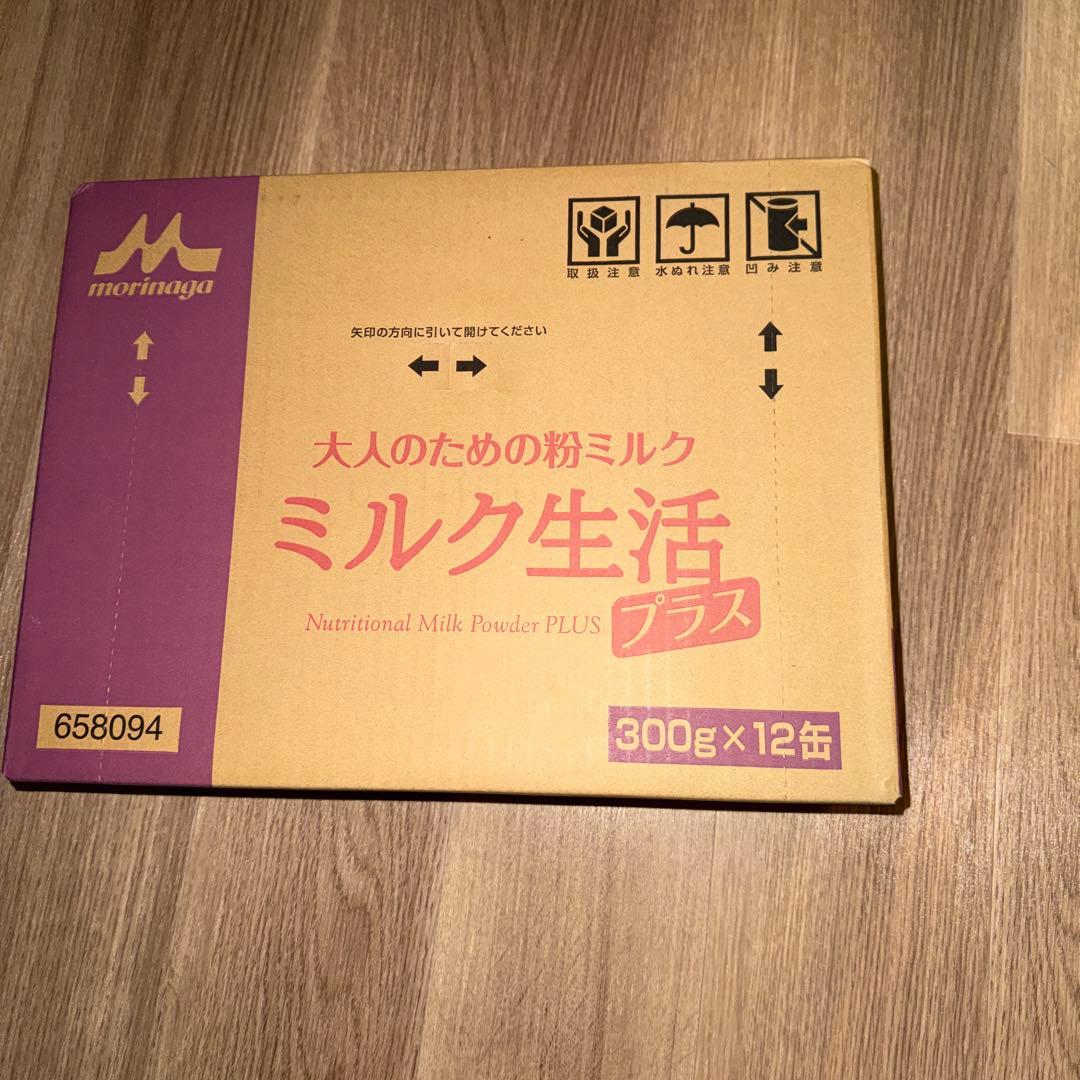 morinaga
取扱注意
水ぬれ注意
凹み注意
矢印の方向に引いて開けてください
大人のための粉ミルク
ミルク生活
プラス
Nutritional Milk Powder PLUS
658094
300g×12缶